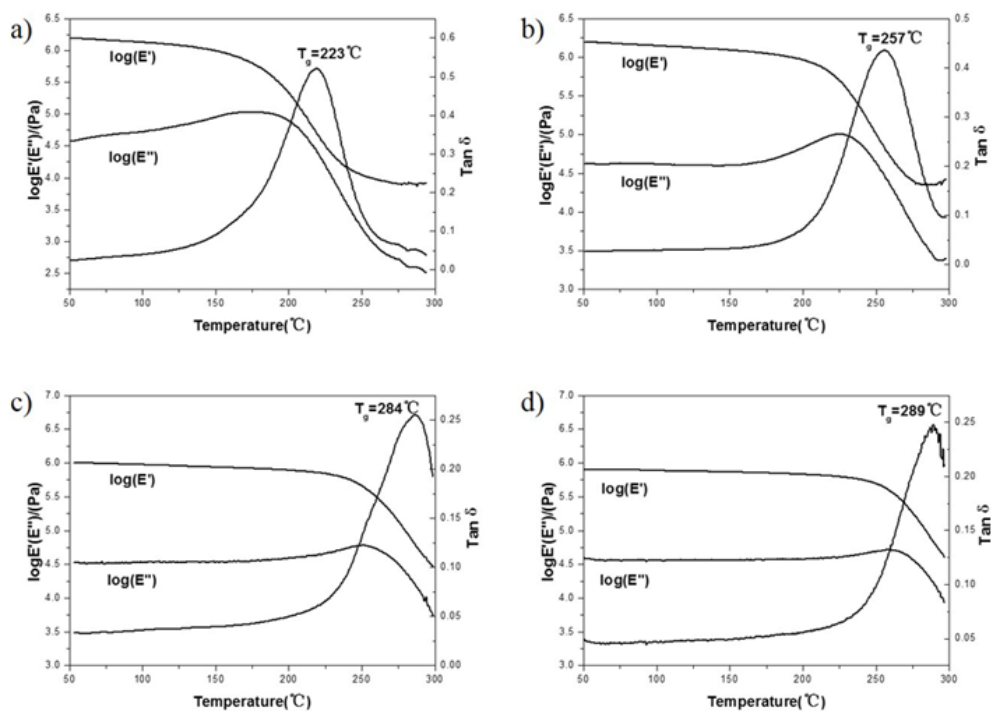 a)
T_g=223℃
log(E')
log(E'')
logE'(E'')/(Pa)
6.5
6.0
5.5
5.0
4.5
4.0
3.5
3.0
2.5
0.6
0.5
0.4
0.3
0.2
0.1
0.0
Tan δ
50 100 150 200 250 300
Temperature(℃)
b)
T_g=257℃
log(E')
log(E'')
logE'(E'')/(Pa)
6.5
6.0
5.5
5.0
4.5
4.0
3.5
3.0
0.5
0.4
0.3
0.2
0.1
0.0
Tan δ
50 100 150 200 250 300
Temperature(℃)
c)
T_g=284℃
log(E')
log(E'')
logE'(E'')/(Pa)
7.0
6.5
6.0
5.5
5.0
4.5
4.0
3.5
3.0
0.25
0.20
0.15
0.10
0.05
0.00
Tan δ
50 100 150 200 250 300
Temperature(℃)
d)
T_g=289℃
log(E')
log(E'')
logE'(E'')/(Pa)
7.0
6.5
6.0
5.5
5.0
4.5
4.0
3.5
3.0
0.25
0.20
0.15
0.10
0.05
Tan δ
50 100 150 200 250 300
Temperature(℃)